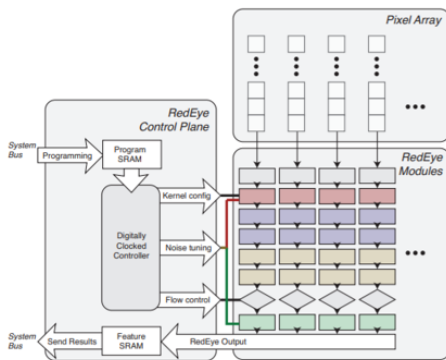 Pixel Array
RedEye
Control Plane
System
Bus
Programming
Program
SRAM
RedEye
Modules
Kernel config
Digitally
Clocked
Controller
Noise tuning
Flow control
System
Bus
Send Results
Feature
SRAM
RedEye Output